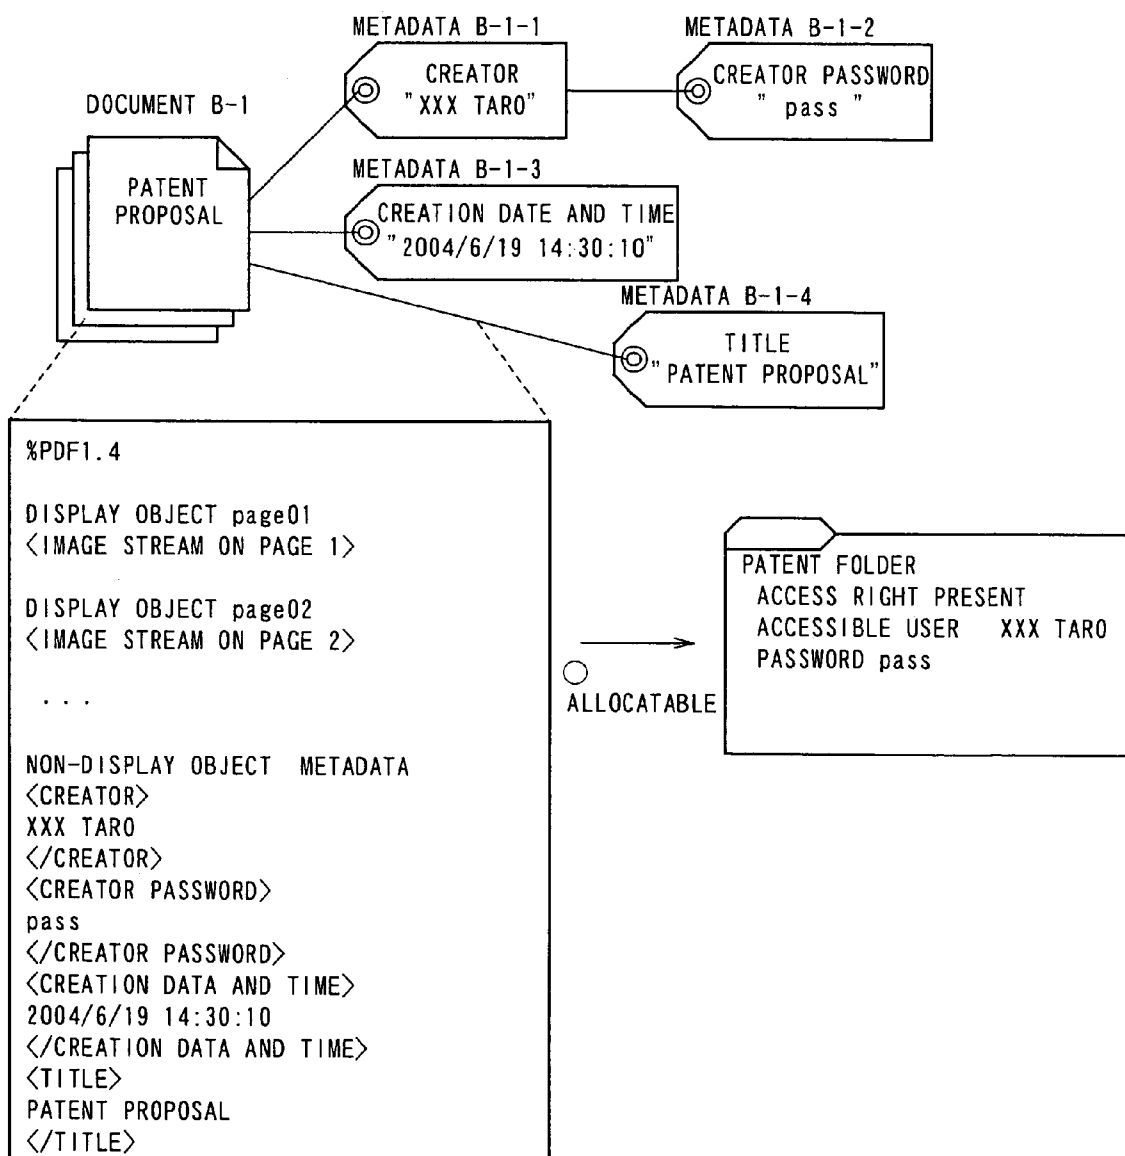 METADATA B-1-1
METADATA B-1-2
CREATOR
"XXX TARO"
CREATOR PASSWORD
" pass "
DOCUMENT B-1
PATENT
PROPOSAL
METADATA B-1-3
CREATION DATE AND TIME
"2004/6/19 14:30:10"
METADATA B-1-4
TITLE
"PATENT PROPOSAL"
%PDF1.4
DISPLAY OBJECT page01
<IMAGE STREAM ON PAGE 1>
DISPLAY OBJECT page02
<IMAGE STREAM ON PAGE 2>
...
NON-DISPLAY OBJECT METADATA
<CREATOR>
XXX TARO
</CREATOR>
<CREATOR PASSWORD>
pass
</CREATOR PASSWORD>
<CREATION DATA AND TIME>
2004/6/19 14:30:10
</CREATION DATA AND TIME>
<TITLE>
PATENT PROPOSAL
</TITLE>
ALLOCATABLE
PATENT FOLDER
ACCESS RIGHT PRESENT
ACCESSIBLE USER XXX TARO
PASSWORD pass